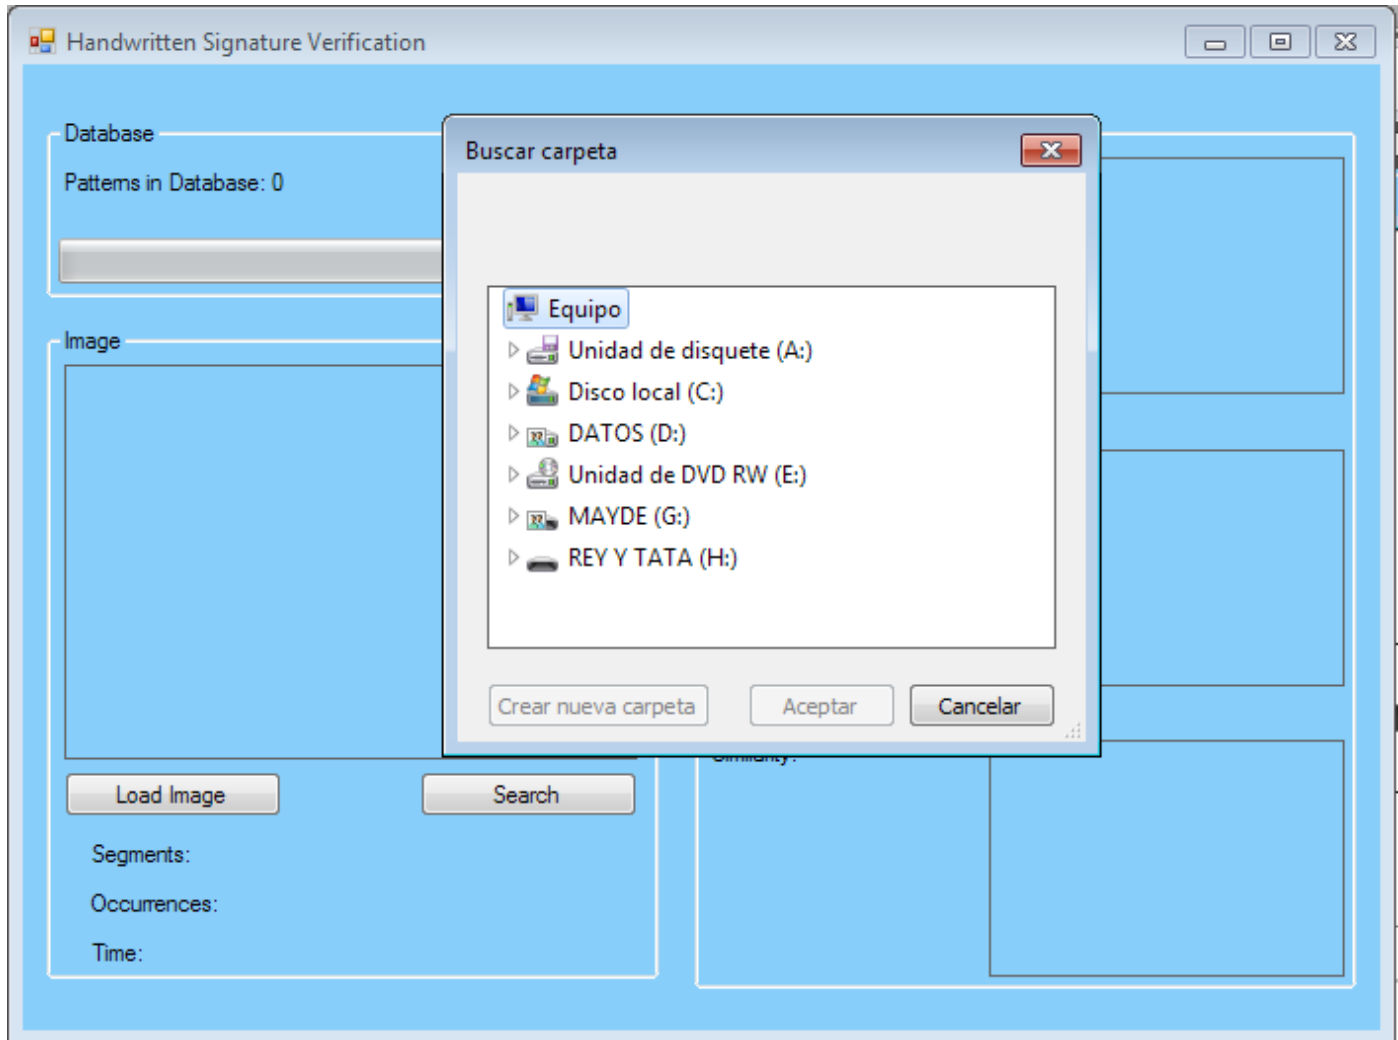 Handwritten Signature Verification
Database
Patterns in Database: 0
Image
Load Image
Search
Segments:
Occurrences:
Time:
Similarity:
Buscar carpeta
Equipo
Unidad de disquete (A:)
Disco local (C:)
DATOS (D:)
Unidad de DVD RW (E:)
MAYDE (G:)
REY Y TATA (H:)
Crear nueva carpeta
Aceptar
Cancelar